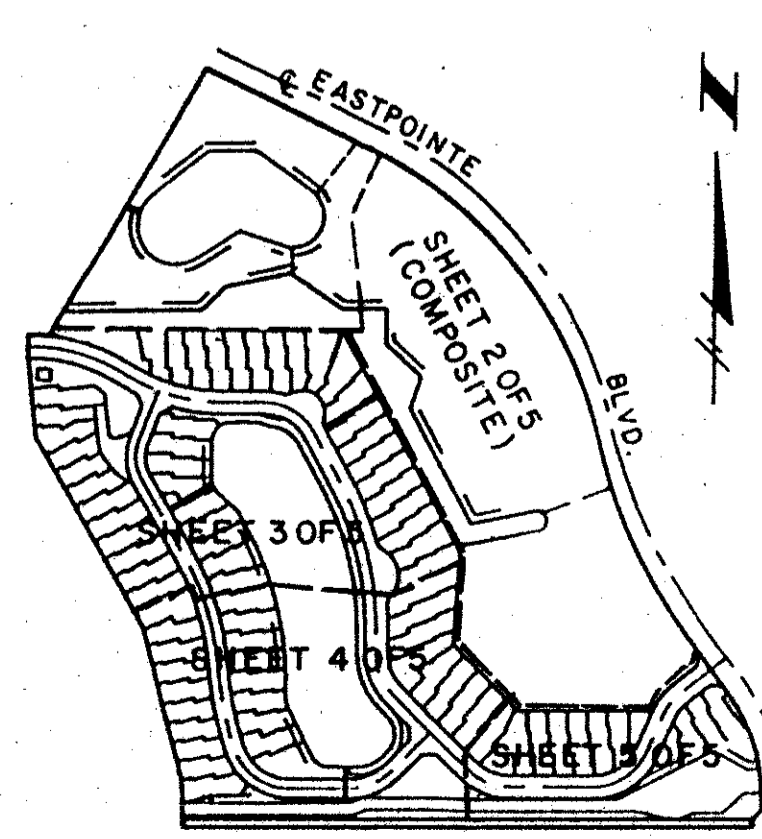 N
℄ EASTPOINTE
BLVD.
SHEET 2 OF 5
(COMPOSITE)
SHEET 3 OF 5
SHEET 4 OF 5
SHEET 5 OF 5